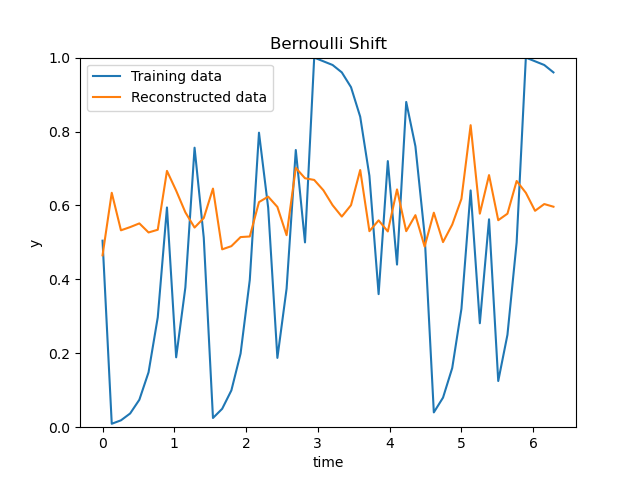 Bernoulli Shift
Training data
Reconstructed data
1.0
0.8
0.6
0.4
0.2
0.0
y
0 1 2 3 4 5 6
time